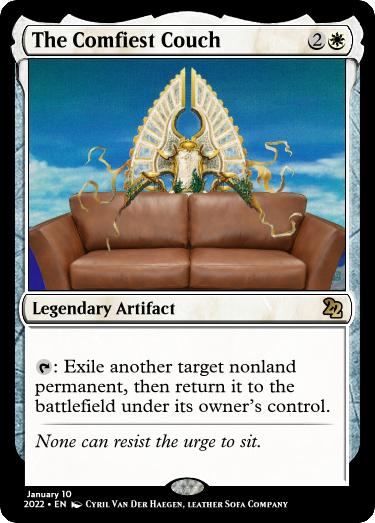 The Comfiest Couch 2
Legendary Artifact
: Exile another target nonland
permanent, then return it to the
battlefield under its owner's control.
None can resist the urge to sit.
January 10
2022 • EN Cyril Van Der Haegen, leather Sofa Company